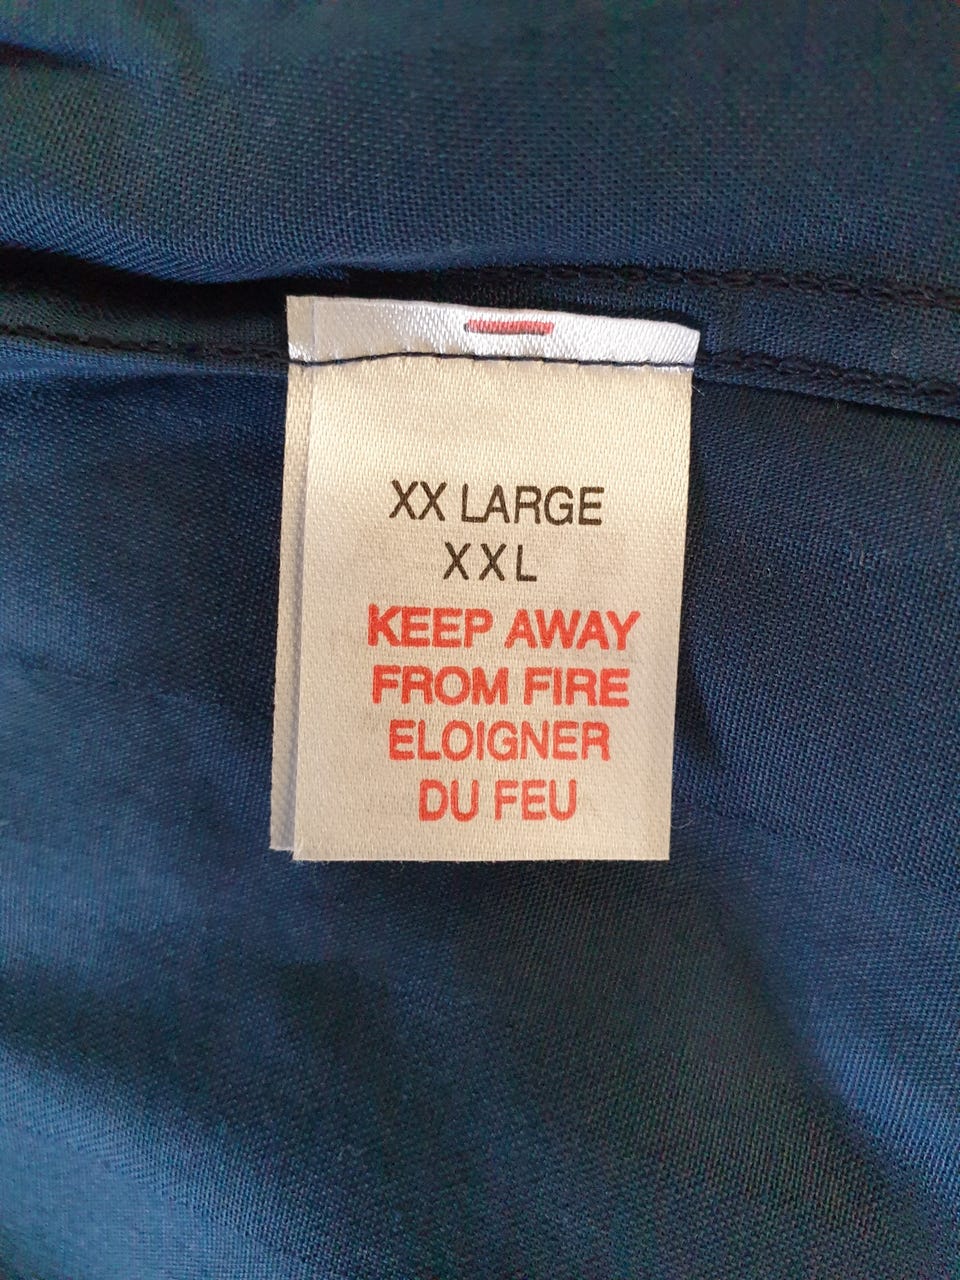 XX LARGE
XXL
KEEP AWAY
FROM FIRE
ELOIGNER
DU FEU